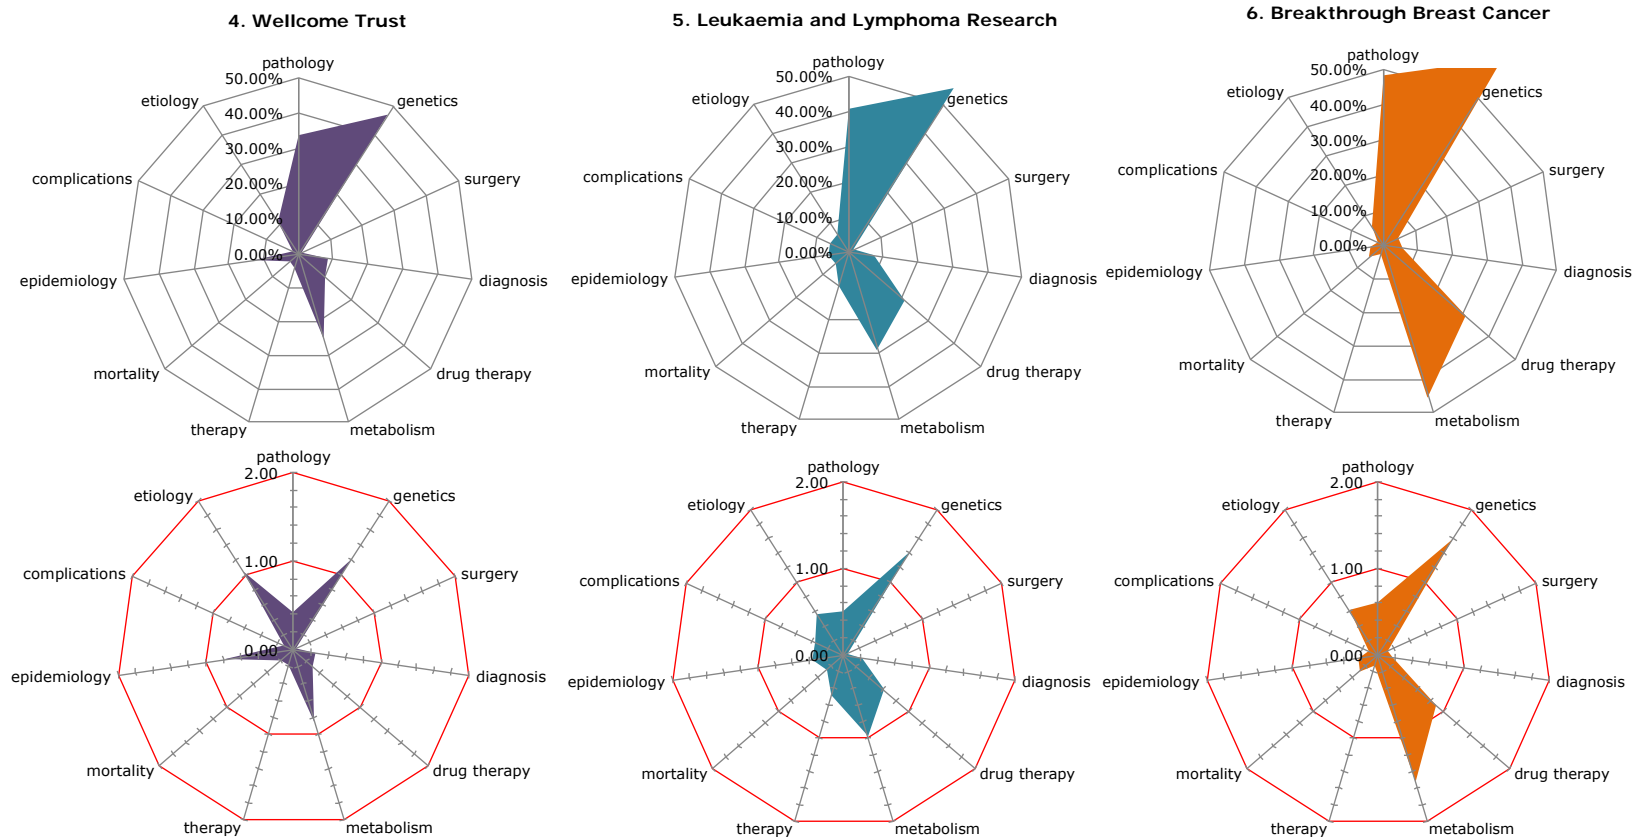 4. Wellcome Trust
pathology
50.00%
genetics
etiology
40.00%
30.00%
complications
surgery
20.00%
10.00%
0.00%
epidemiology
diagnosis
mortality
drug therapy
therapy
metabolism
5. Leukaemia and Lymphoma Research
pathology
50.00%
genetics
etiology
40.00%
30.00%
complications
surgery
20.00%
10.00%
0.00%
epidemiology
diagnosis
mortality
drug therapy
therapy
metabolism
6. Breakthrough Breast Cancer
pathology
50.00%
genetics
etiology
40.00%
30.00%
complications
surgery
20.00%
10.00%
0.00%
epidemiology
diagnosis
mortality
drug therapy
therapy
metabolism
pathology
2.00
etiology
genetics
1.00
complications
surgery
0.00
epidemiology
diagnosis
mortality
drug therapy
therapy
metabolism
pathology
2.00
etiology
genetics
1.00
complications
surgery
0.00
epidemiology
diagnosis
mortality
drug therapy
therapy
metabolism
pathology
2.00
etiology
genetics
1.00
complications
surgery
0.00
epidemiology
diagnosis
mortality
drug therapy
therapy
metabolism